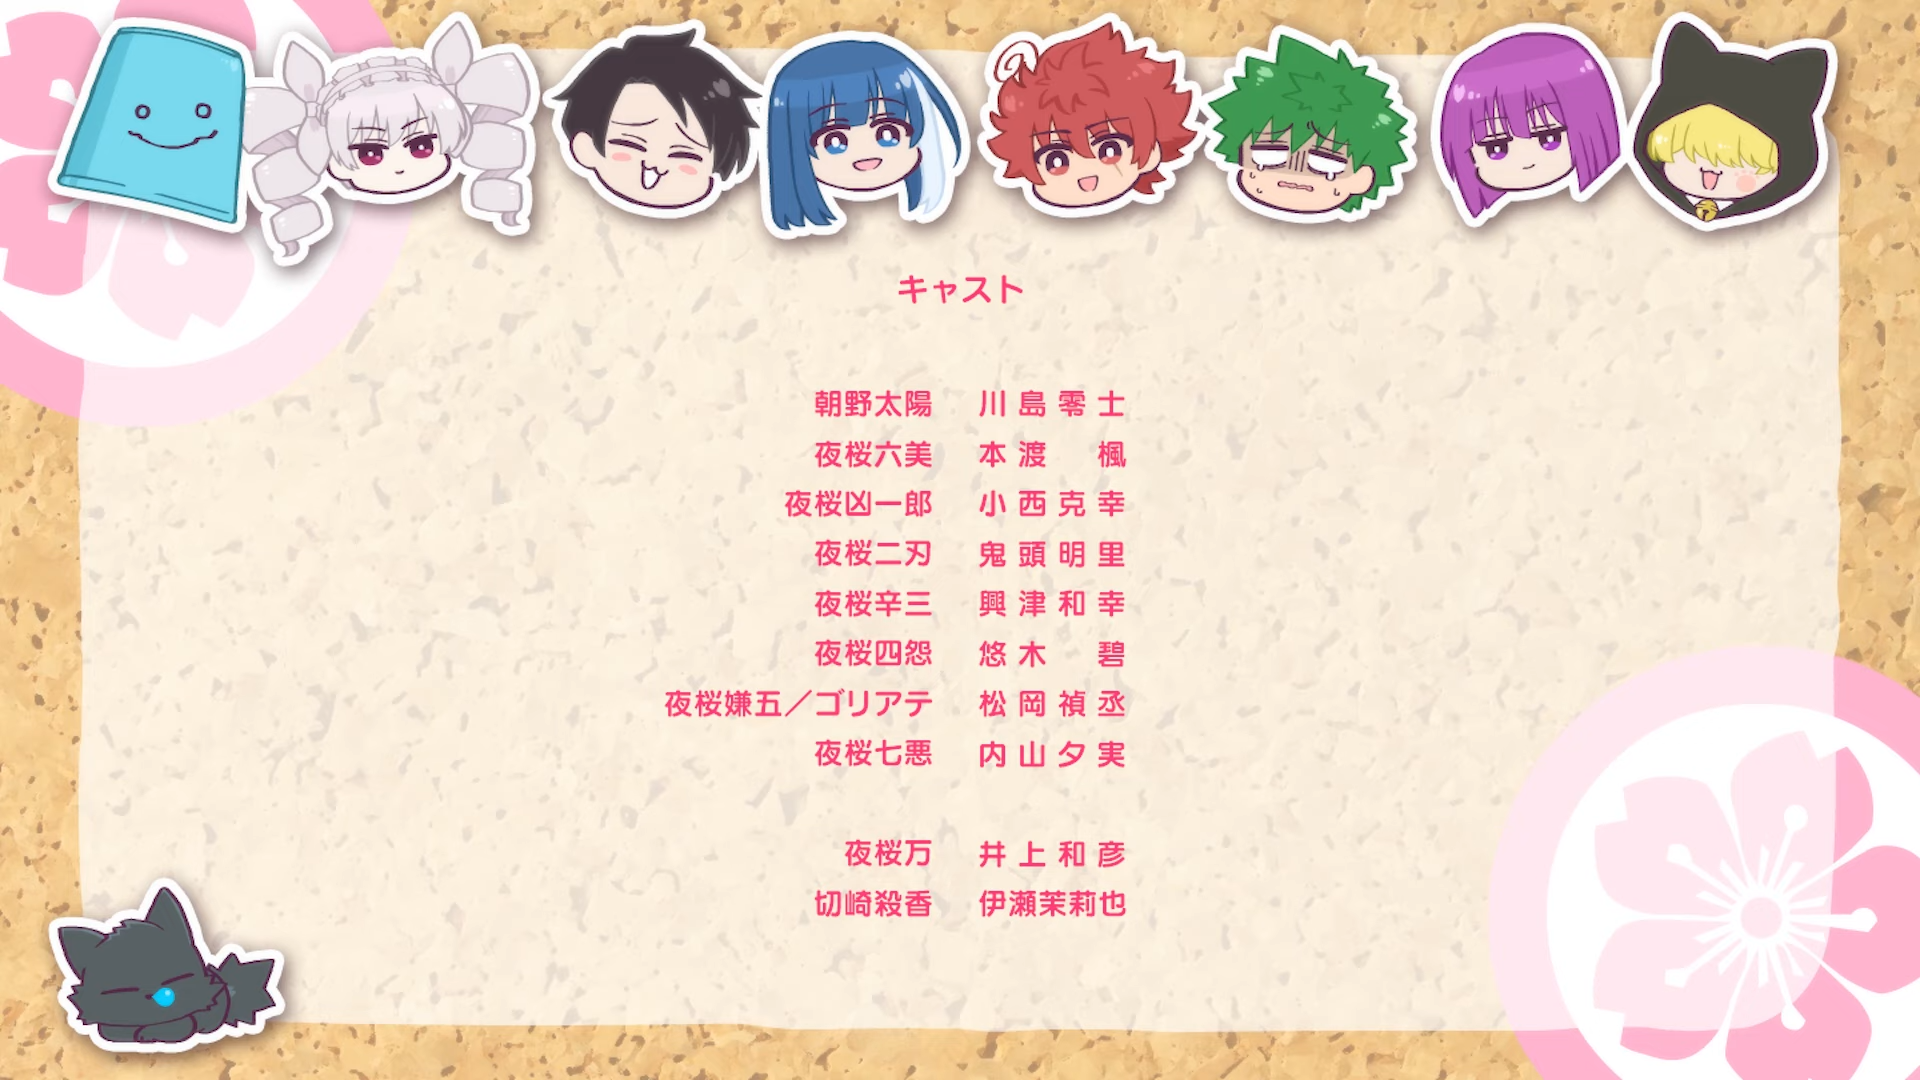 キャスト
朝野太陽 川島零士
夜桜六美 本渡 楓
夜桜凶一郎 小西克幸
夜桜二刃 鬼頭明里
夜桜辛三 興津和幸
夜桜四怨 悠木 碧
夜桜嫌五／ゴリアテ 松岡禎丞
夜桜七悪 内山夕実
夜桜万 井上和彦
切崎殺香 伊瀬茉莉也